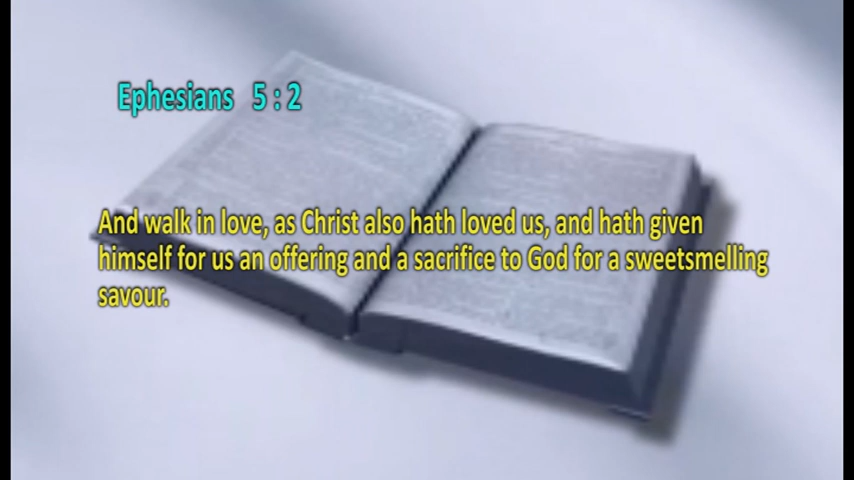 Ephesians 5 : 2
And walk in love, as Christ also hath loved us, and hath given
himself for us an offering and a sacrifice to God for a sweetsmelling
savour.